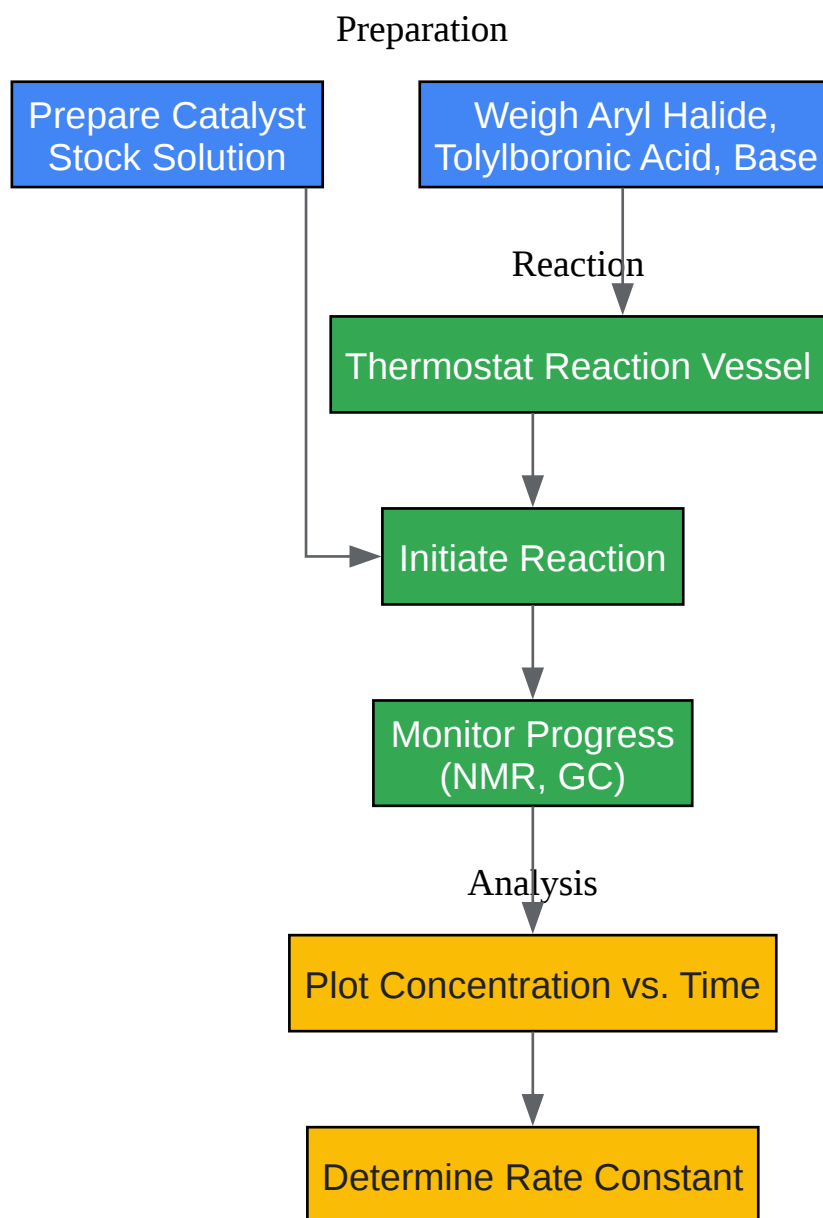 Preparation
Prepare Catalyst
Stock Solution
Weigh Aryl Halide,
Tolylboronic Acid, Base
Reaction
Thermostat Reaction Vessel
Initiate Reaction
Monitor Progress
(NMR, GC)
Analysis
Plot Concentration vs. Time
Determine Rate Constant